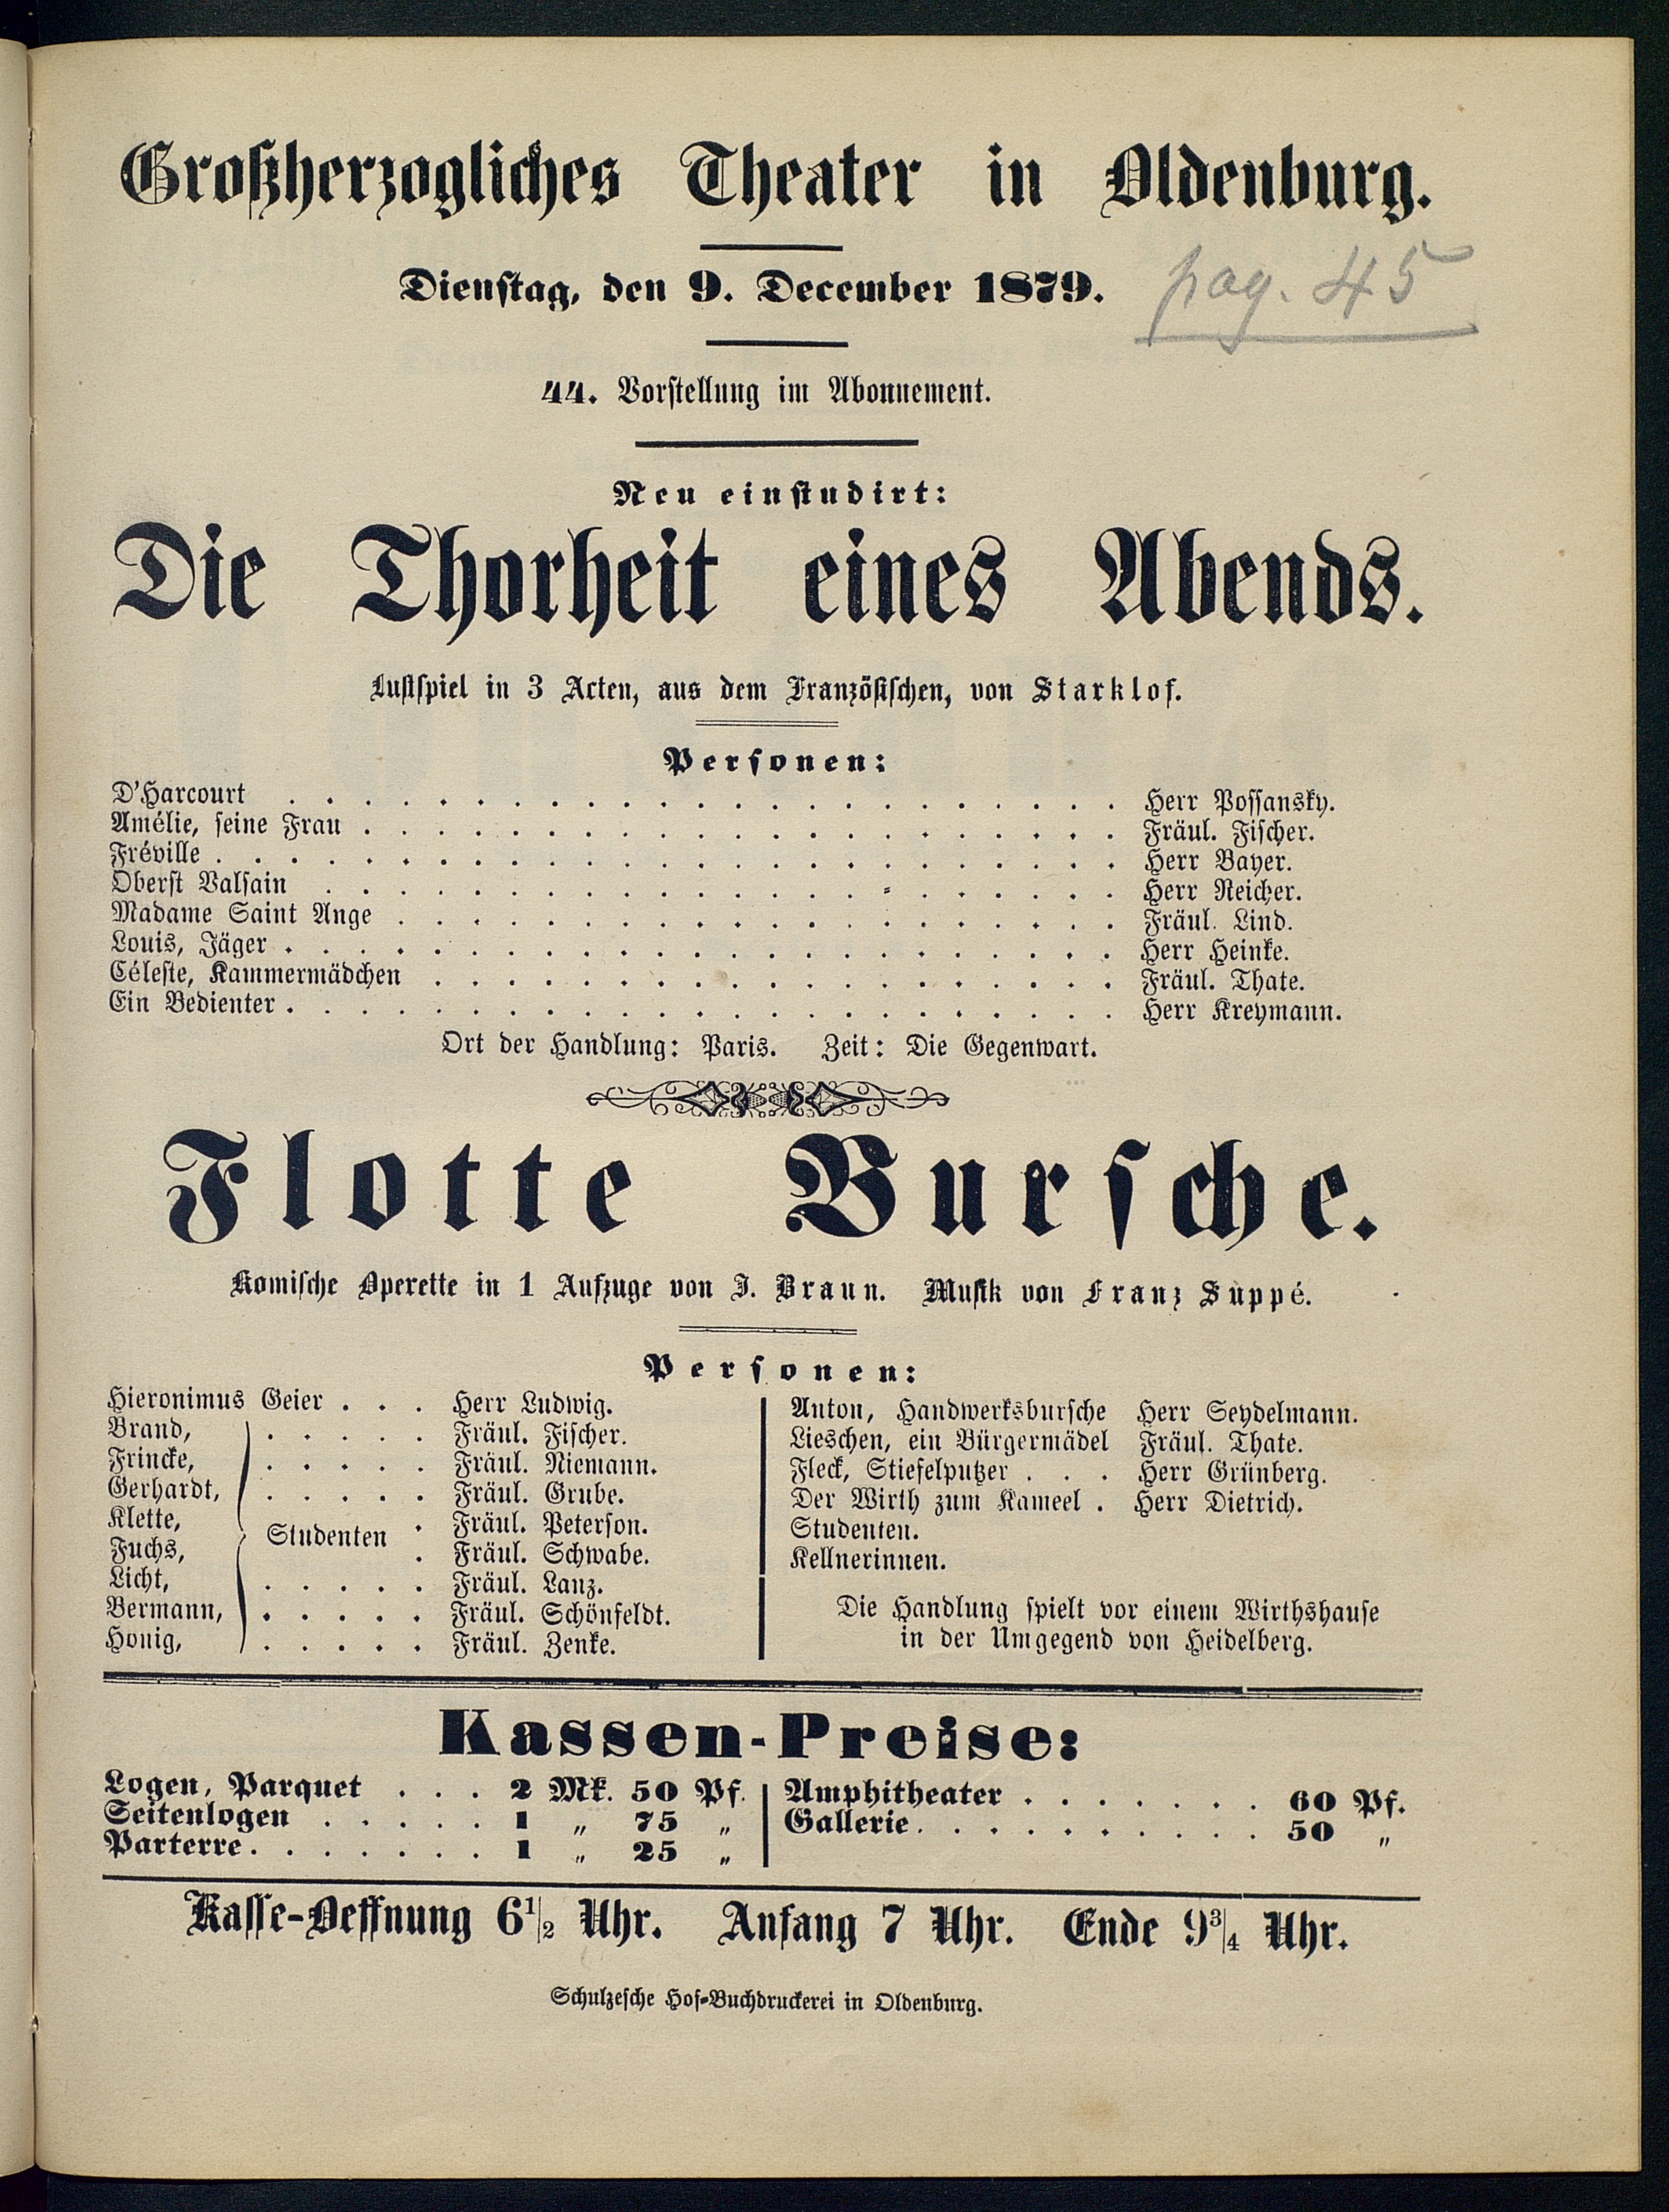 Großherzogliches Theater in Oldenburg.
Dienstag, den 9. December 1879.
pag. 45
44. Vorstellung im Abonnement.
Neu einstudirt:
Die Thorheit eines Abends.
Lustspiel in 3 Acten, aus dem Französischen, von Starklof.
Personen:
D'Harcourt . . . . . . . . . . . . . . . . . . . . . . . Herr Possansky.
Amélie, seine Frau . . . . . . . . . . . . . . . . . . . . . Fräul. Fischer.
Fréville . . . . . . . . . . . . . . . . . . . . . . . . . Herr Bayer.
Oberst Valsain . . . . . . . . . . . . . . . . . . . . . . Herr Reicher.
Madame Saint Ange . . . . . . . . . . . . . . . . . . . . Fräul. Lind.
Louis, Jäger . . . . . . . . . . . . . . . . . . . . . . . Herr Heinke.
Céleste, Kammermädchen . . . . . . . . . . . . . . . . . . . Fräul. Thate.
Ein Bedienter . . . . . . . . . . . . . . . . . . . . . . . Herr Kreymann.
Ort der Handlung: Paris. Zeit: Die Gegenwart.
Flotte Bursche.
Komische Operette in 1 Aufzuge von J. Braun. Musik von Franz Suppé.
Personen:
Hieronimus Geier . . . Herr Ludwig.
Brand, . . . . . Fräul. Fischer.
Frincke, . . . . . Fräul. Niemann.
Gerhardt, . . . . . Fräul. Grube.
Klette, . Fräul. Peterson.
Studenten
Fuchs, . Fräul. Schwabe.
Licht, . . . . . Fräul. Lanz.
Bermann, . . . . . Fräul. Schönfeldt.
Honig, . . . . . Fräul. Zenke.
Anton, Handwerksbursche Herr Seydelmann.
Lieschen, ein Bürgermädel Fräul. Thate.
Fleck, Stiefelputzer . . . Herr Grünberg.
Der Wirth zum Kameel . Herr Dietrich.
Studenten.
Kellnerinnen.
Die Handlung spielt vor einem Wirthshause
in der Umgegend von Heidelberg.
Kassen-Preise:
Logen, Parquet . . . 2 Mk. 50 Pf.
Seitenlogen . . . . . 1 „ 75 „
Parterre . . . . . . . 1 „ 25 „
Amphitheater . . . . . . . 60 Pf.
Gallerie . . . . . . . . . . 50 „
Kasse-Oeffnung 6½ Uhr. Anfang 7 Uhr. Ende 9¾ Uhr.
Schulzesche Hof-Buchdruckerei in Oldenburg.